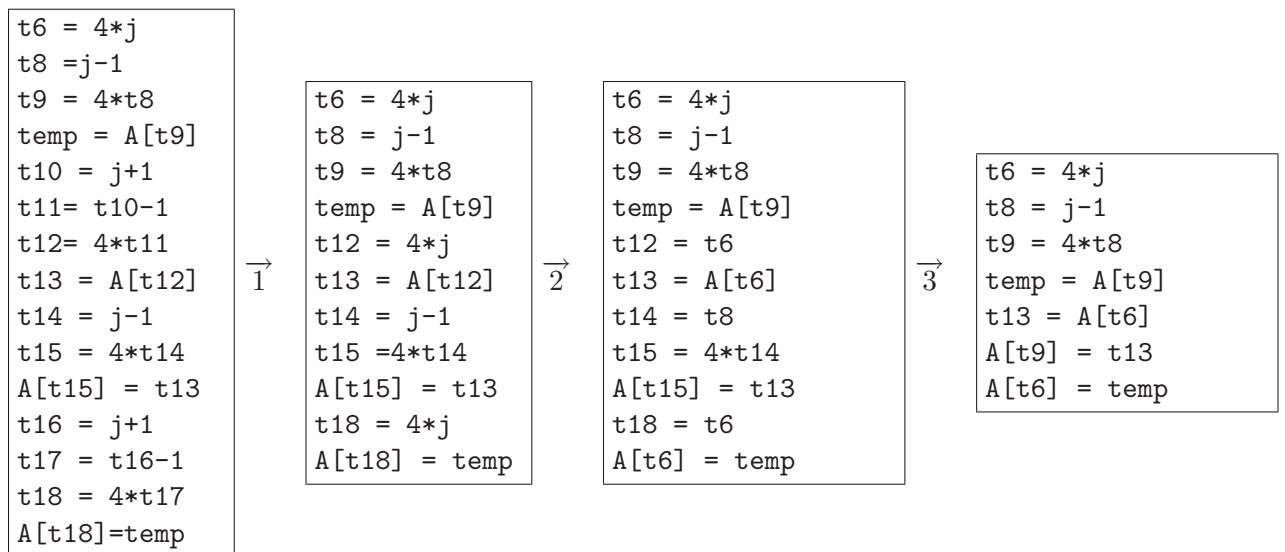 t6 = 4*j
t8 =j-1
t9 = 4*t8
temp = A[t9]
t10 = j+1
t11= t10-1
t12= 4*t11
t13 = A[t12]
t14 = j-1
t15 = 4*t14
A[t15] = t13
t16 = j+1
t17 = t16-1
t18 = 4*t17
A[t18]=temp
→
1
t6 = 4*j
t8 = j-1
t9 = 4*t8
temp = A[t9]
t12 = 4*j
t13 = A[t12]
t14 = j-1
t15 =4*t14
A[t15] = t13
t18 = 4*j
A[t18] = temp
→
2
t6 = 4*j
t8 = j-1
t9 = 4*t8
temp = A[t9]
t12 = t6
t13 = A[t6]
t14 = t8
t15 = 4*t14
A[t15] = t13
t18 = t6
A[t6] = temp
→
3
t6 = 4*j
t8 = j-1
t9 = 4*t8
temp = A[t9]
t13 = A[t6]
A[t9] = t13
A[t6] = temp